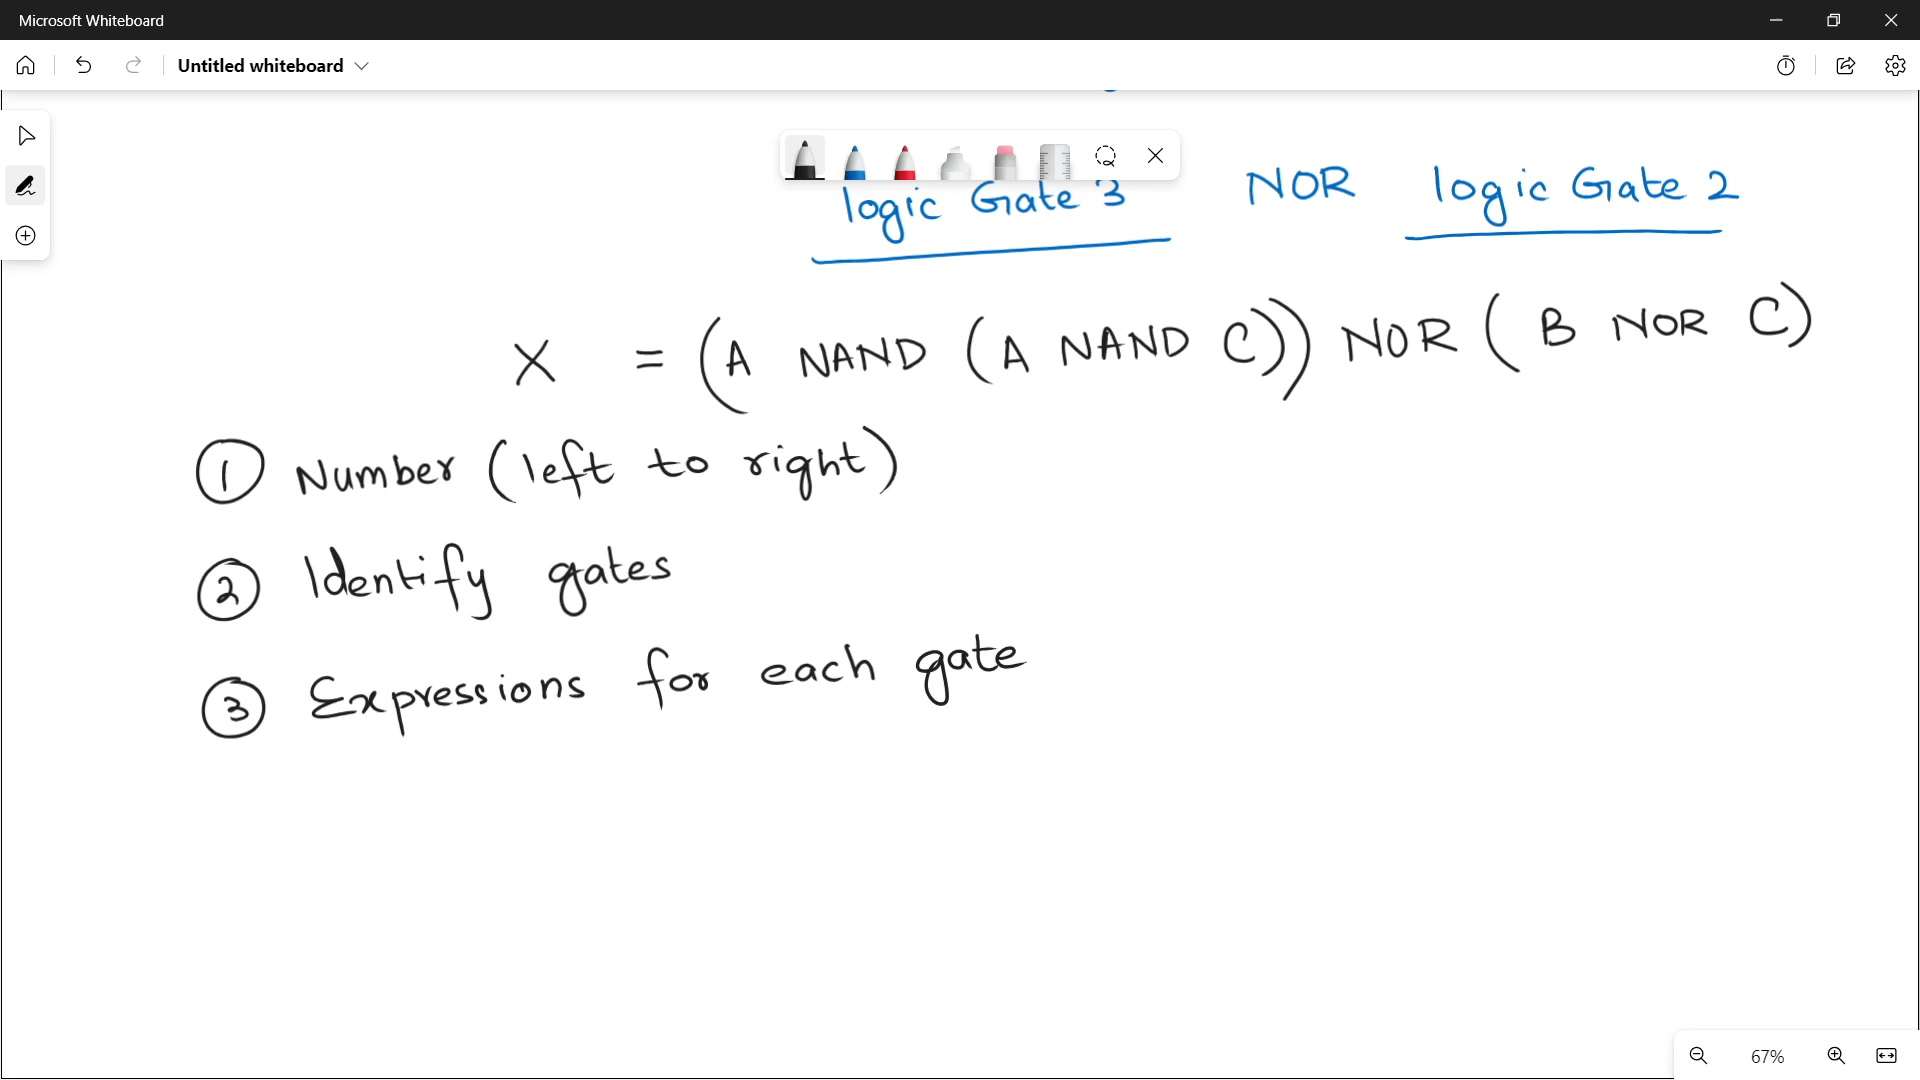 Microsoft Whiteboard
Untitled whiteboard
logic Gate 3 NOR logic Gate 2
X = (A NAND (A NAND C)) NOR (B NOR C)
① Number (left to right)
② Identify gates
③ Expressions for each gate
67%